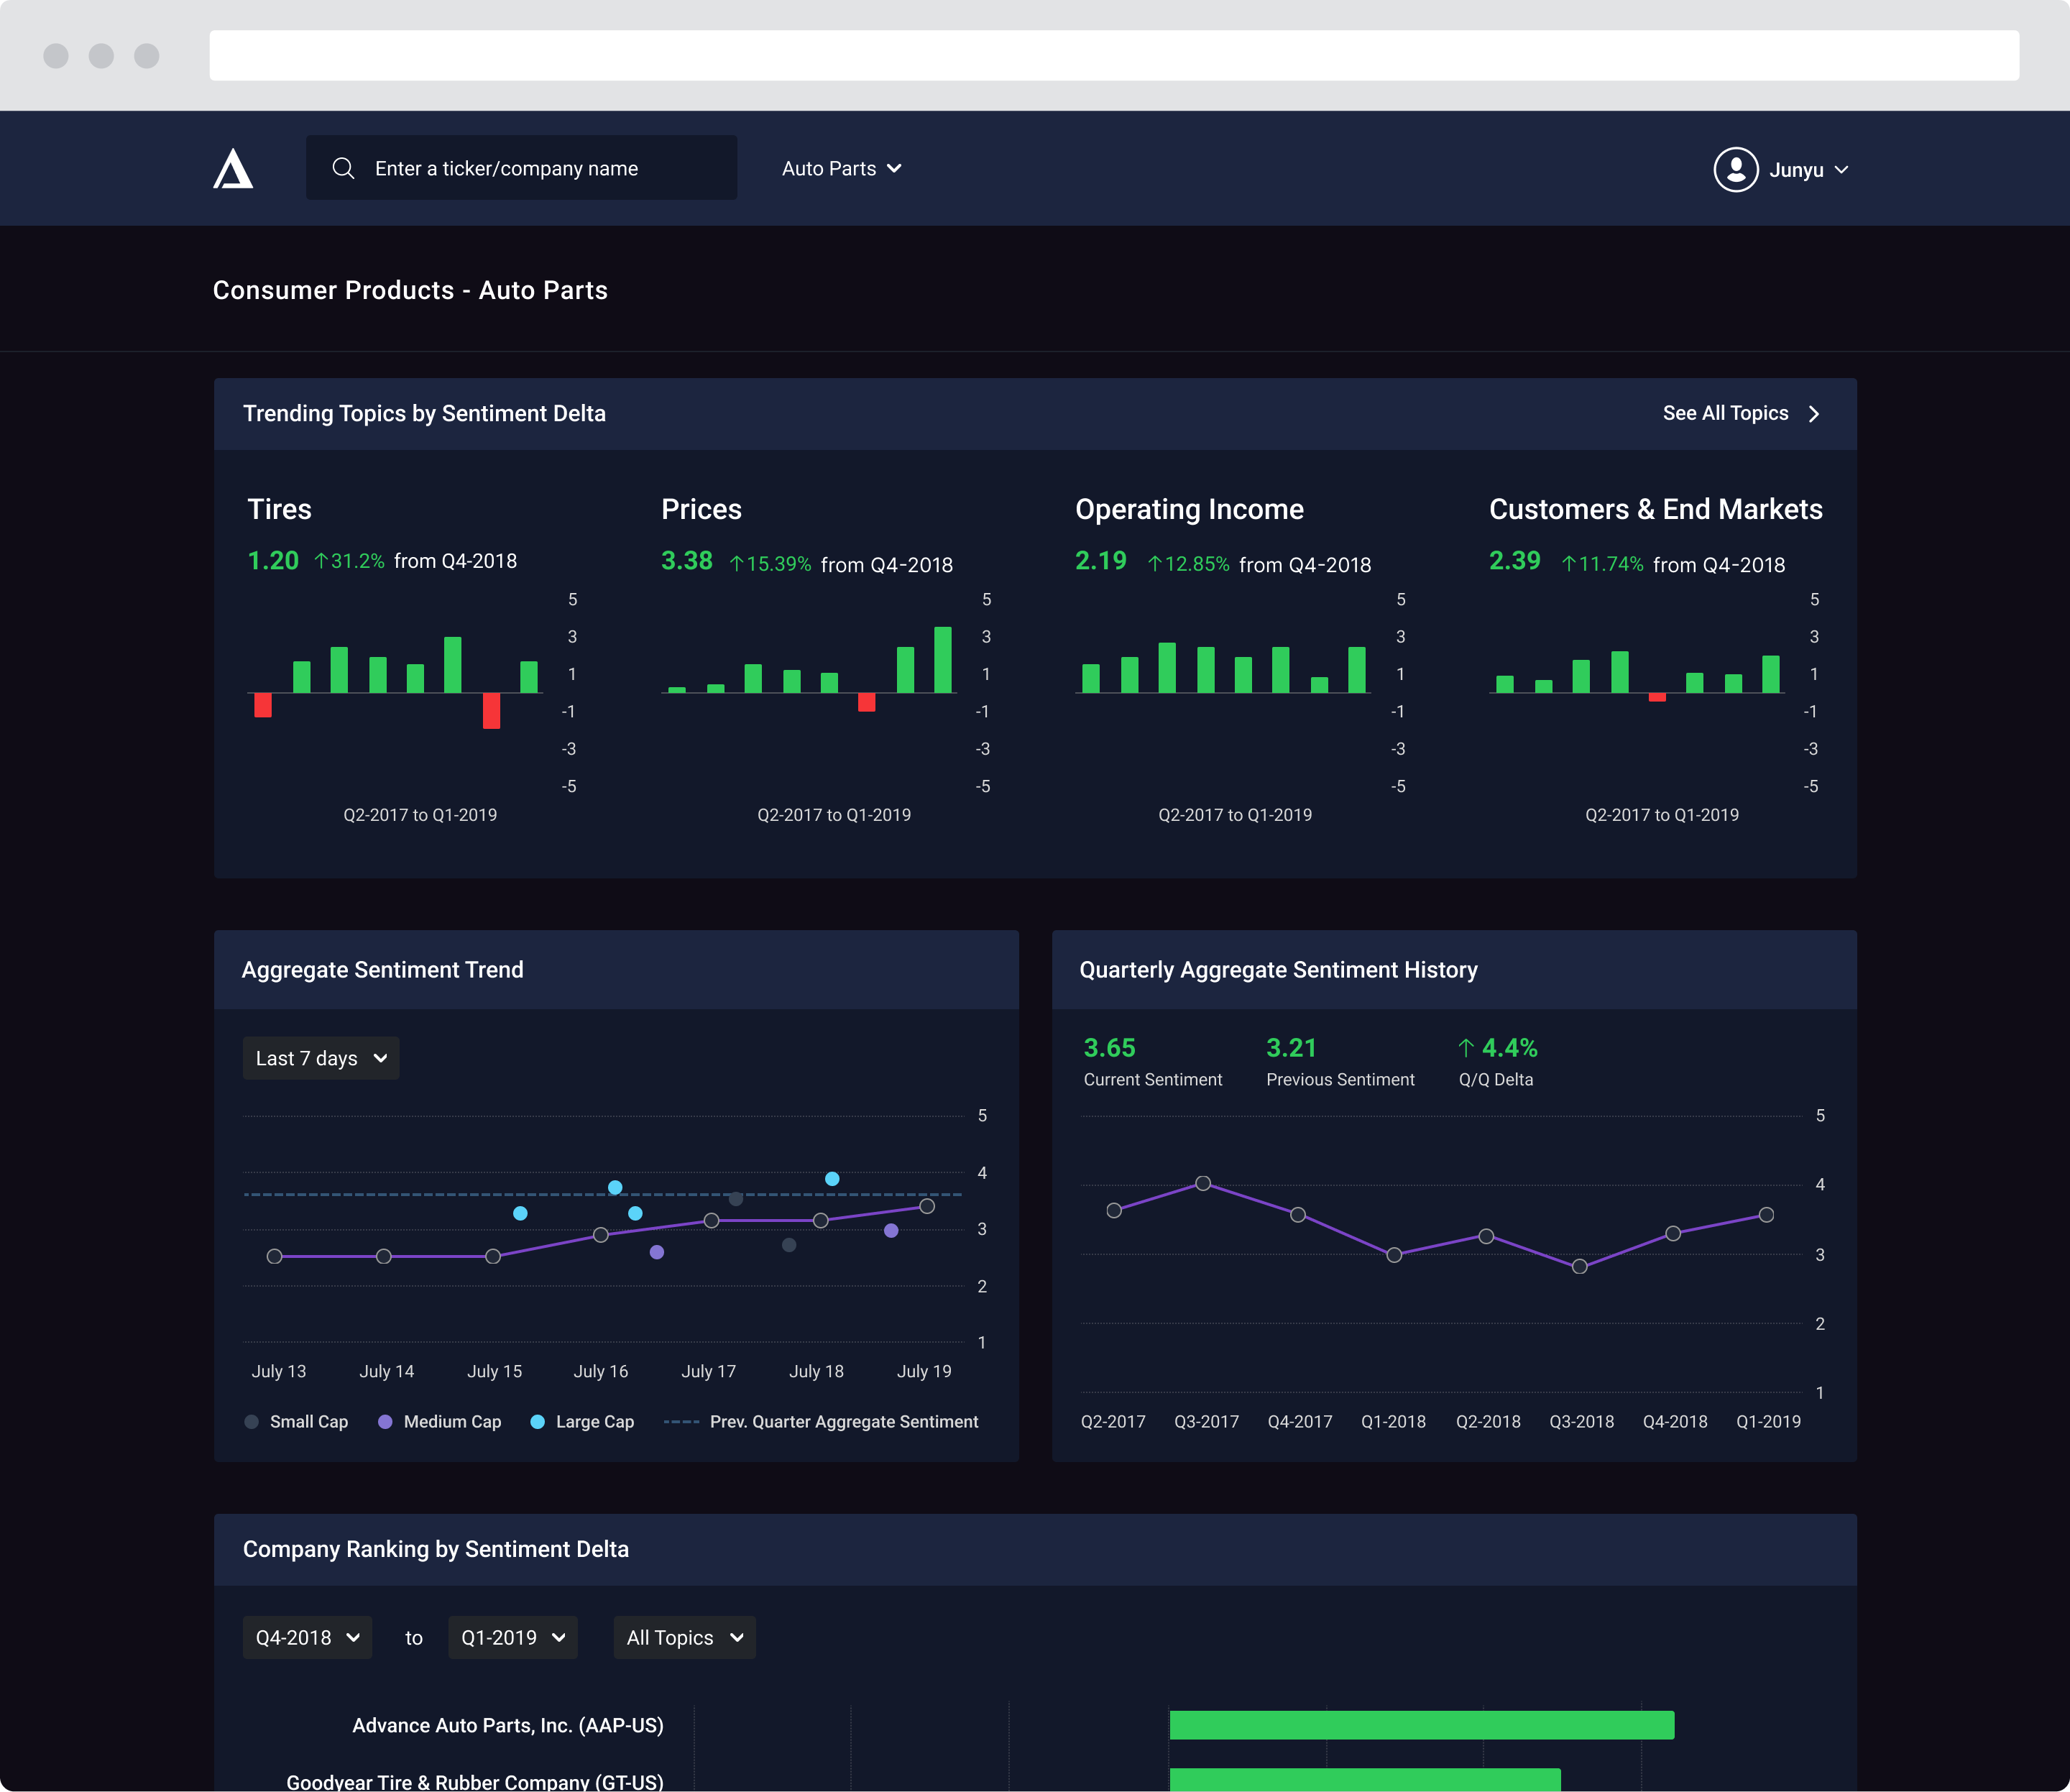 Enter a ticker/company name
Auto Parts
Junyu
Consumer Products - Auto Parts
Trending Topics by Sentiment Delta
See All Topics
Tires
1.20 ↑31.2% from Q4-2018
5
3
1
-1
-3
-5
Q2-2017 to Q1-2019
Prices
3.38 ↑15.39% from Q4-2018
5
3
1
-1
-3
-5
Q2-2017 to Q1-2019
Operating Income
2.19 ↑12.85% from Q4-2018
5
3
1
-1
-3
-5
Q2-2017 to Q1-2019
Customers & End Markets
2.39 ↑11.74% from Q4-2018
5
3
1
-1
-3
-5
Q2-2017 to Q1-2019
Aggregate Sentiment Trend
Last 7 days
5
4
3
2
1
July 13 July 14 July 15 July 16 July 17 July 18 July 19
Small Cap Medium Cap Large Cap Prev. Quarter Aggregate Sentiment
Quarterly Aggregate Sentiment History
3.65 3.21 ↑ 4.4%
Current Sentiment Previous Sentiment Q/Q Delta
5
4
3
2
1
Q2-2017 Q3-2017 Q4-2017 Q1-2018 Q2-2018 Q3-2018 Q4-2018 Q1-2019
Company Ranking by Sentiment Delta
Q4-2018 to Q1-2019 All Topics
Advance Auto Parts, Inc. (AAP-US)
Goodyear Tire & Rubber Company (GT-US)